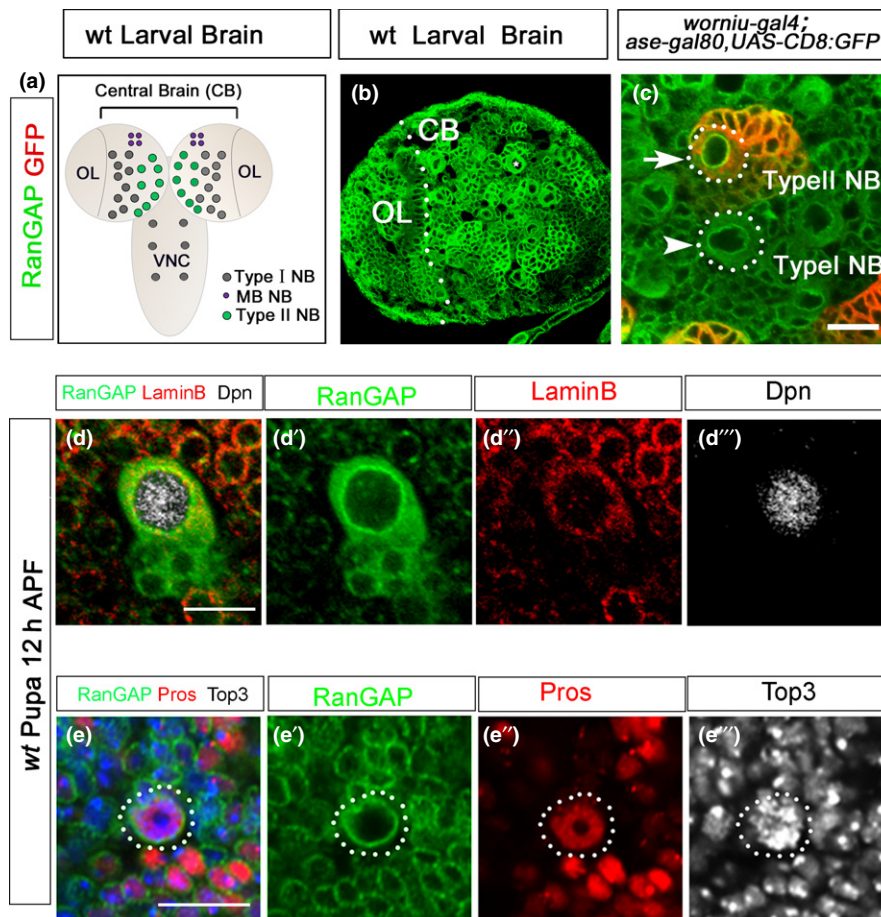 wt Larval Brain
wt Larval Brain
worniu-gal4;
ase-gal80,UAS-CD8:GFP
RanGAP GFP
(a)
Central Brain (CB)
OL
OL
VNC
Type I NB
MB NB
Type II NB
(b)
CB
OL
*
(c)
TypeII NB
TypeI NB
wt Pupa 12 h APF
RanGAP LaminB Dpn
RanGAP
LaminB
Dpn
(d)
(d′)
(d″)
(d‴)
RanGAP Pros Top3
RanGAP
Pros
Top3
(e)
(e′)
(e″)
(e‴)